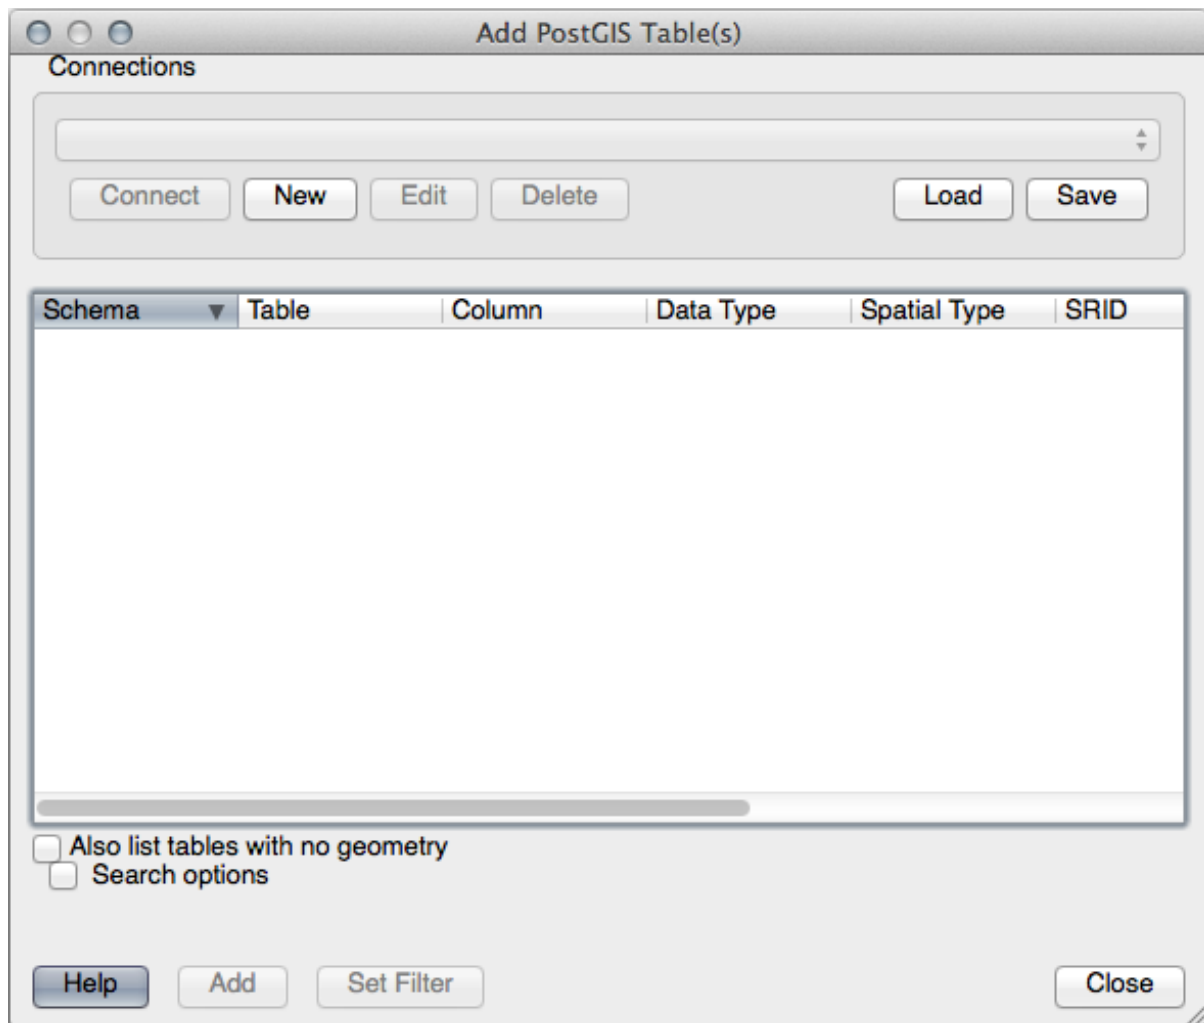 Add PostGIS Table(s)
Connections
Connect New Edit Delete Load Save
Schema Table Column Data Type Spatial Type SRID
Also list tables with no geometry
Search options
Help Add Set Filter Close